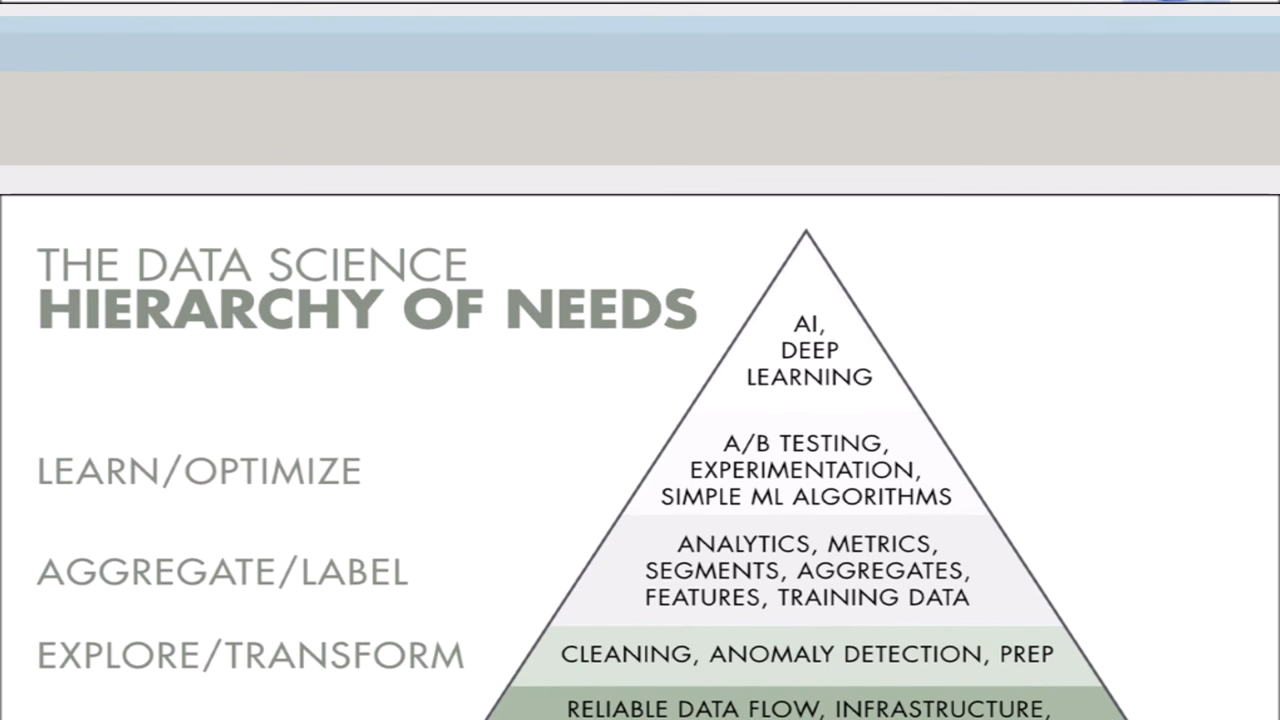 THE DATA SCIENCE
HIERARCHY OF NEEDS
AI,
DEEP
LEARNING
LEARN/OPTIMIZE
A/B TESTING,
EXPERIMENTATION,
SIMPLE ML ALGORITHMS
AGGREGATE/LABEL
ANALYTICS, METRICS,
SEGMENTS, AGGREGATES,
FEATURES, TRAINING DATA
EXPLORE/TRANSFORM
CLEANING, ANOMALY DETECTION, PREP
RELIABLE DATA FLOW, INFRASTRUCTURE,